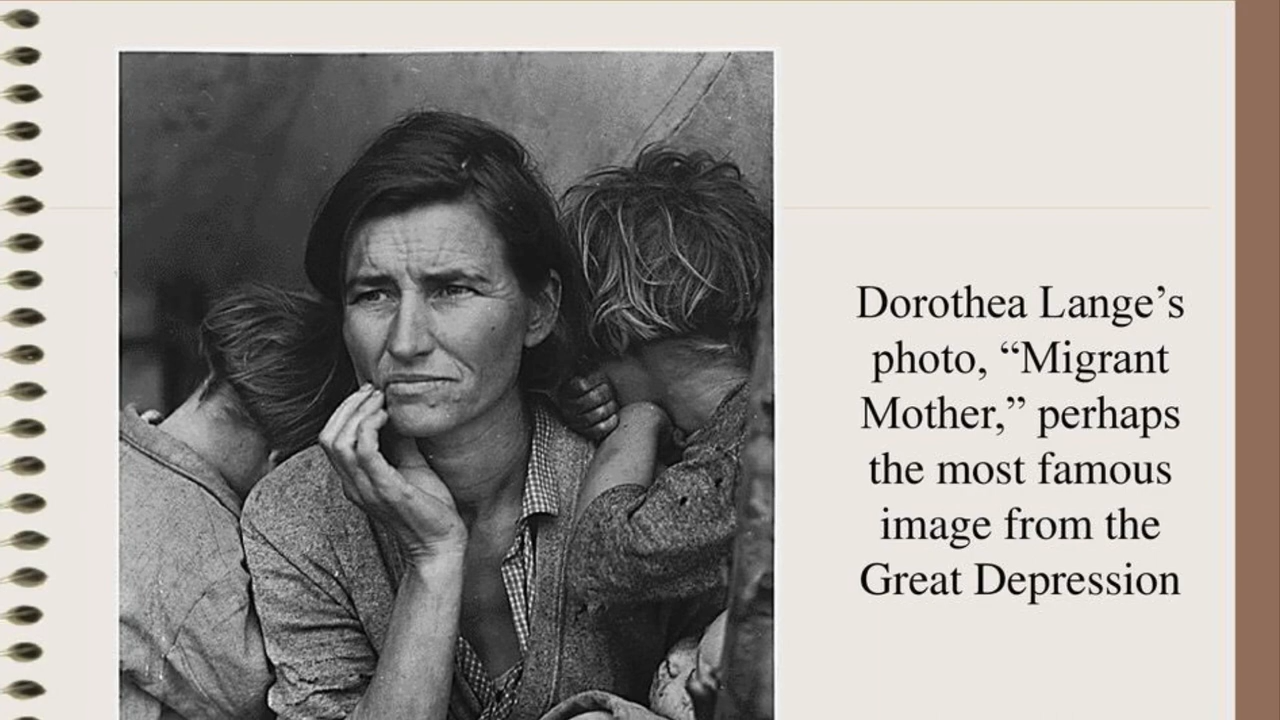 Dorothea Lange’s
photo, “Migrant
Mother,” perhaps
the most famous
image from the
Great Depression